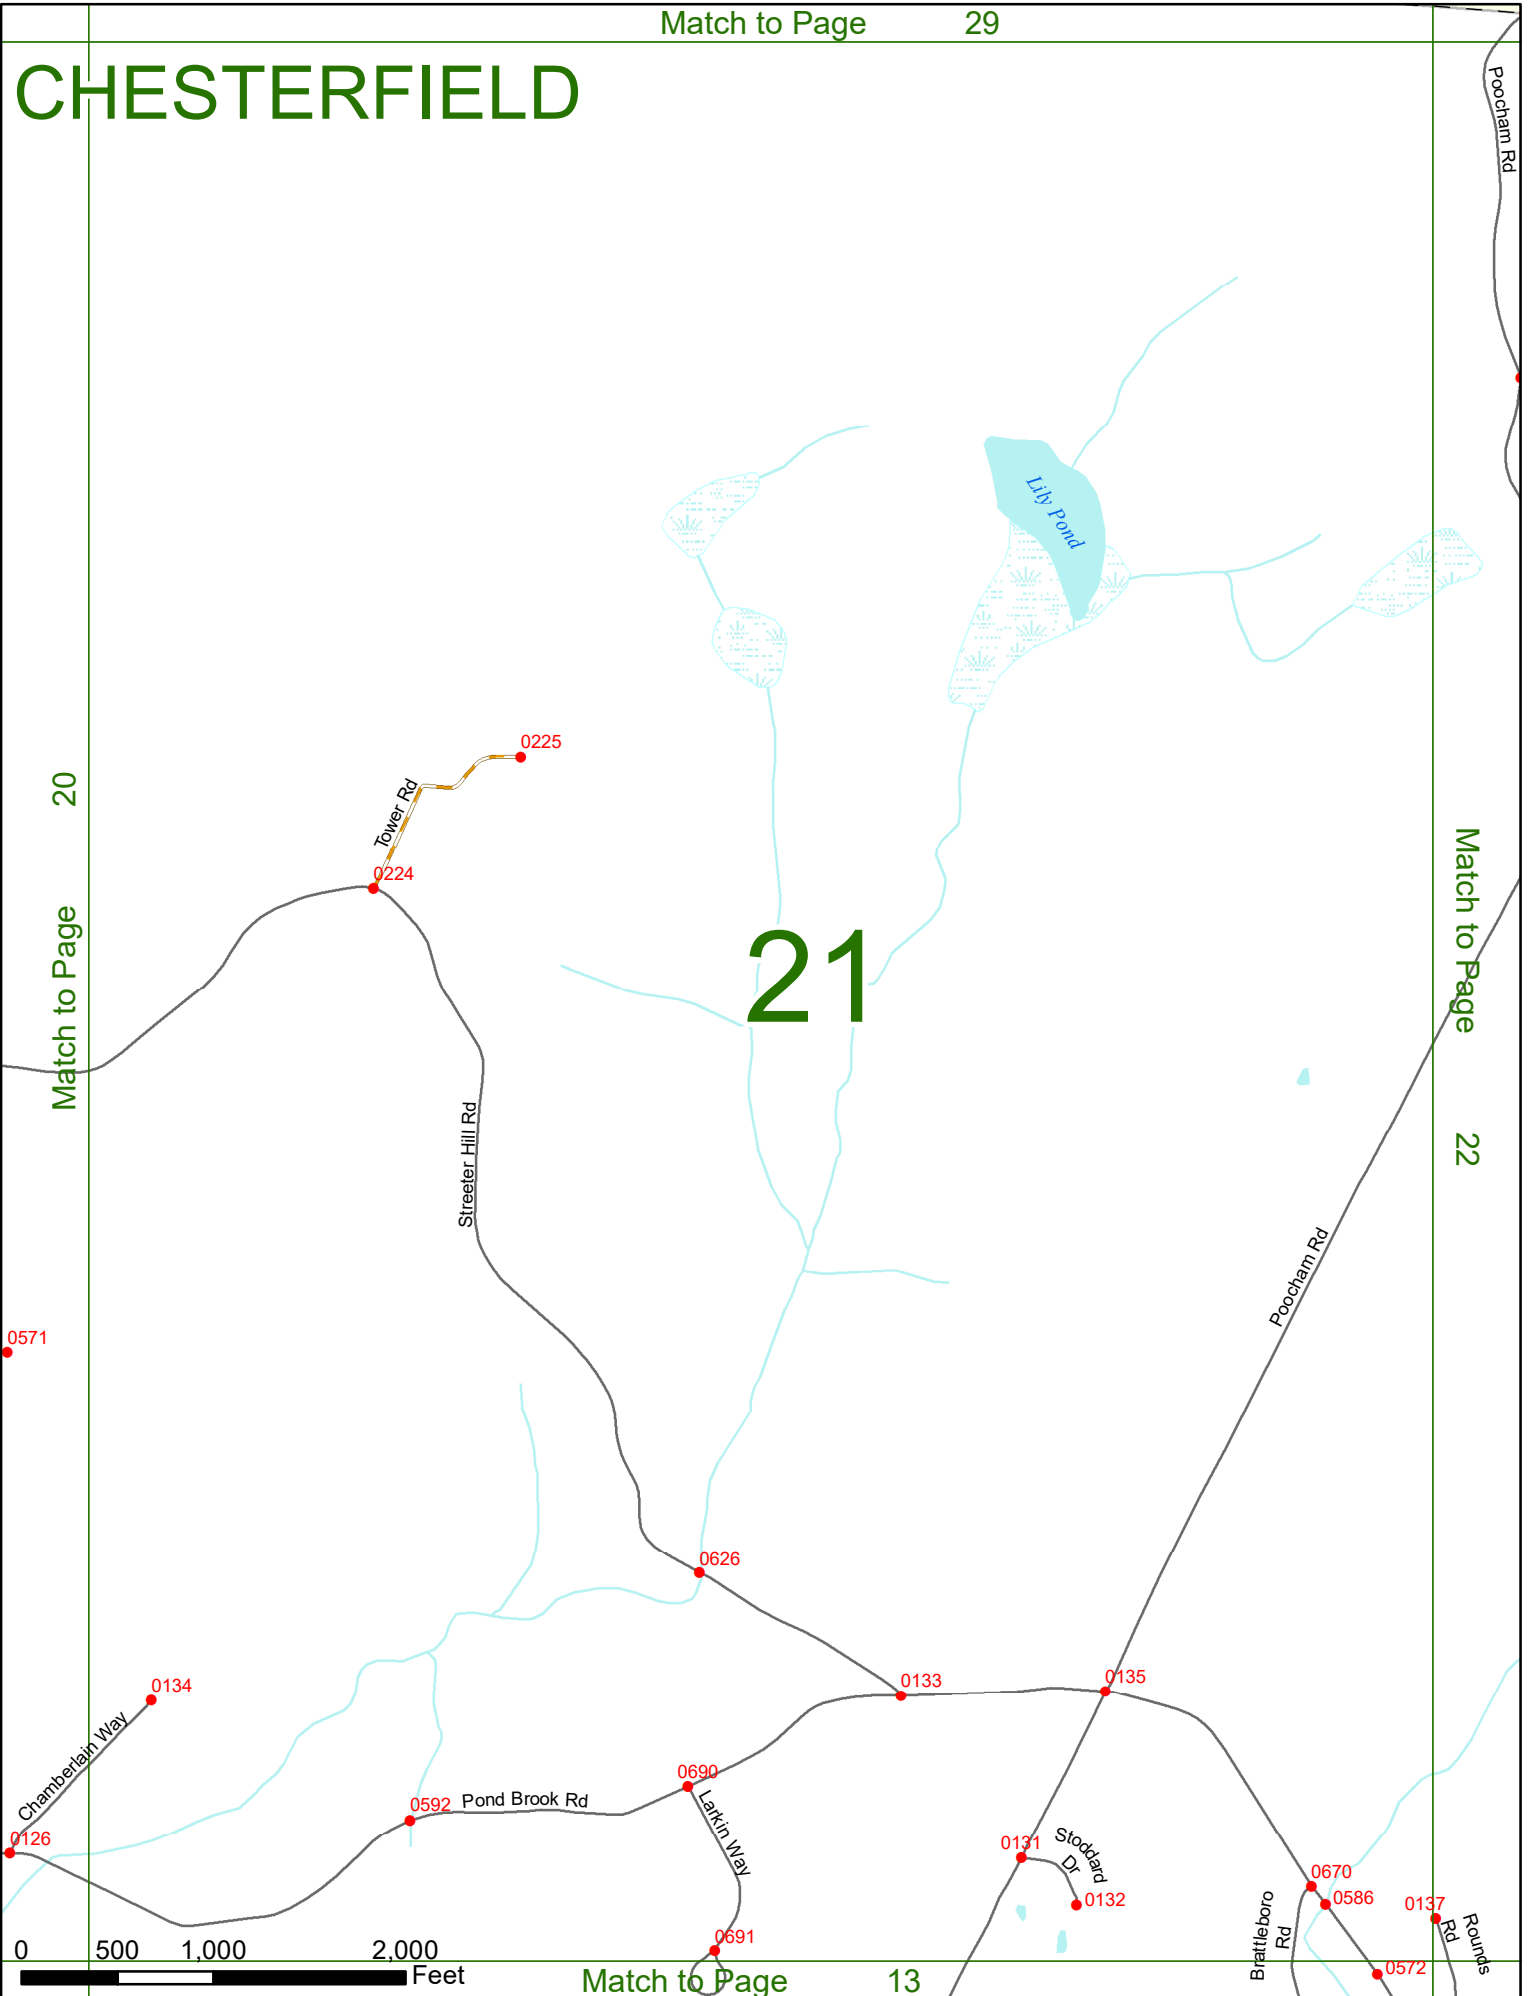 Match to Page 29
CHESTERFIELD
Poocham Rd
Lily Pond
0225
Tower Rd
0224
Match to Page 20
21
Match to Page 22
Streeter Hill Rd
Poocham Rd
0571
0626
0134
0133
0135
Chamberlain Way
0690
0592
Pond Brook Rd
Larkin Way
0126
0131
Stoddard
Dr
0132
0670
0586
0137
Rounds
Rd
Brattleboro
Rd
0691
0572
0 500 1,000 2,000
Feet
Match to Page 13